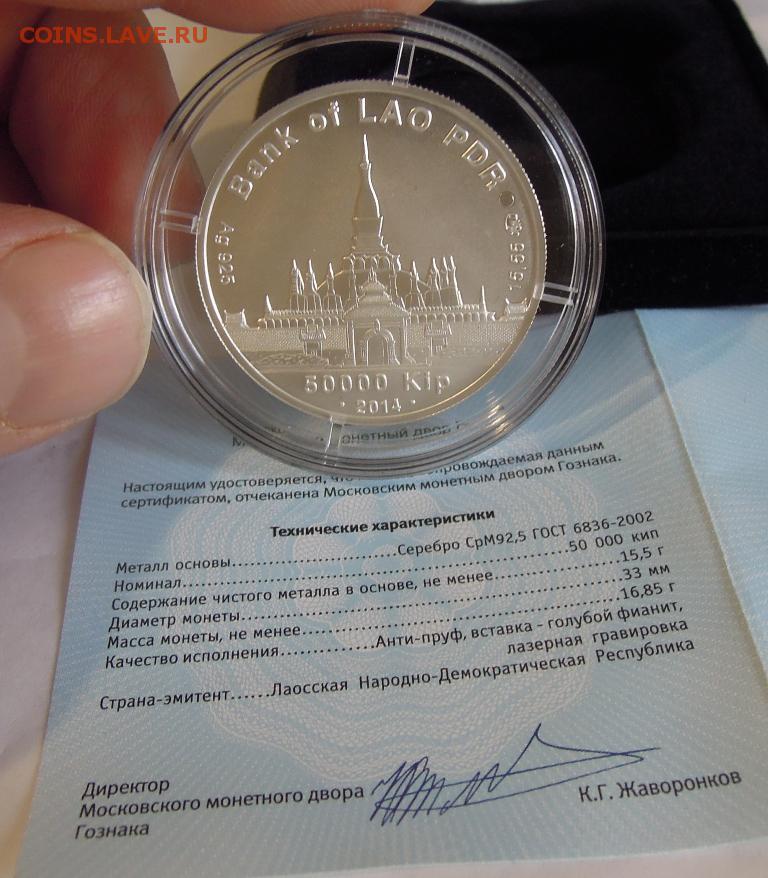 COINS.LAVE.RU
Bank of LAO PDR
Ag 925
15,55
50000 Kip
· 2014 ·
онетный двор
Настоящим удостоверяется, провождаемая данным
сертификатом, отчеканена Московским монетным двором Гознака.
Технические характеристики
Металл основы..............................Серебро СрМ92,5 ГОСТ 6836-2002
Номинал..............................50 000 кип
Содержание чистого металла в основе, не менее..............................15,5 г
Диаметр монеты..............................33 мм
Масса монеты, не менее..............................16,85 г
Качество исполнения..............Анти-пруф, вставка - голубой фианит,
лазерная гравировка
Страна-эмитент......Лаосская Народно-Демократическая Республика
Директор
Московского монетного двора
Гознака
К.Г. Жаворонков